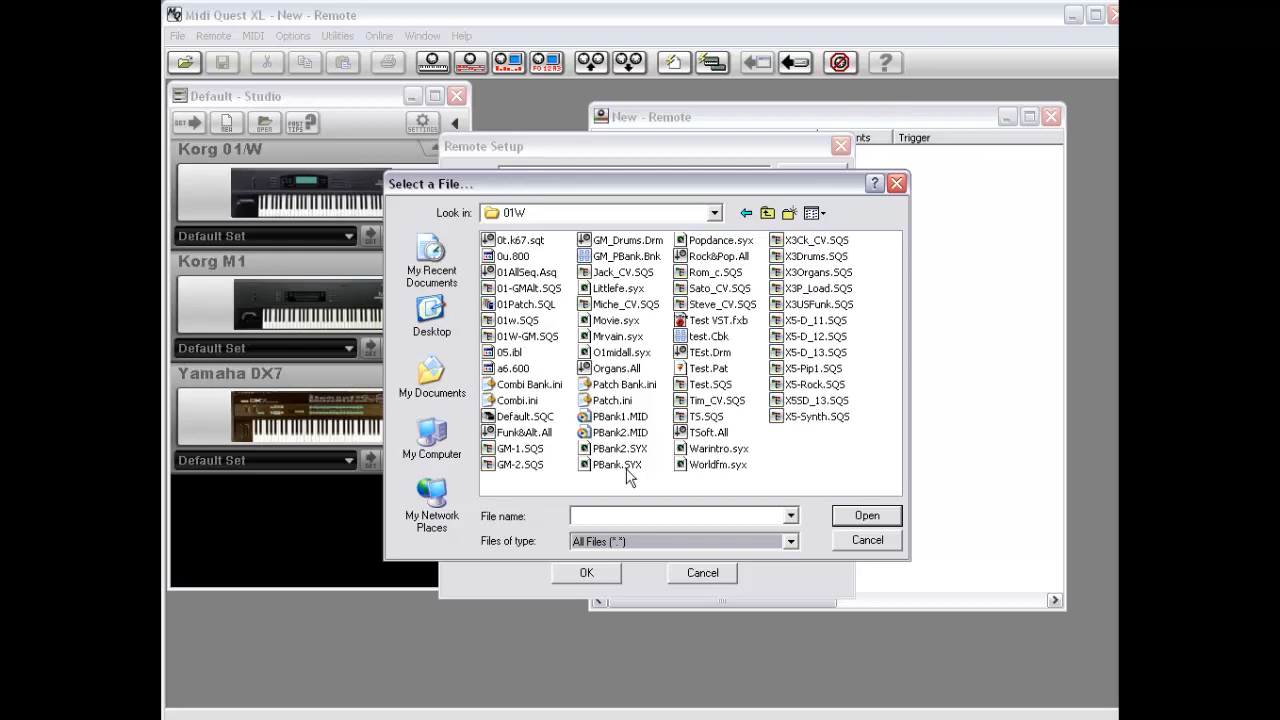 Midi Quest XL - New - Remote
File Remote MIDI Options Utilities Online Window Help
Default - Studio
GET NEW OPEN FAST TIPS SETTINGS
Korg 01/W
Default Set
Korg M1
Default Set
Yamaha DX7
Default Set
New - Remote
nts Trigger
Remote Setup
Select a File...
Look in: 01W
My Recent Documents
Desktop
My Documents
My Computer
My Network Places
0t.k67.sqt
0u.800
01AllSeq.Asq
01-GMAlt.SQS
01Patch.SQL
01w.SQS
01W-GM.SQS
05.ibl
a6.600
Combi Bank.ini
Combi.ini
Default.SQC
Funk&Alt.All
GM-1.SQS
GM-2.SQS
GM_Drums.Drm
GM_PBank.Bnk
Jack_CV.SQS
Littlefe.syx
Miche_CV.SQS
Movie.syx
Mrvain.syx
O1midall.syx
Organs.All
Patch Bank.ini
Patch.ini
PBank1.MID
PBank2.MID
PBank2.SYX
PBank.SYX
Popdance.syx
Rock&Pop.All
Rom_c.SQS
Sato_CV.SQS
Steve_CV.SQS
Test VST.fxb
test.Cbk
TEst.Drm
Test.Pat
Test.SQS
Tim_CV.SQS
TS.SQS
TSoft.All
Warintro.syx
Worldfm.syx
X3Ck_CV.SQS
X3Drums.SQS
X3Organs.SQS
X3P_Load.SQS
X3USFunk.SQS
X5-D_11.SQS
X5-D_12.SQS
X5-D_13.SQS
X5-Pip1.SQS
X5-Rock.SQS
X5SD_13.SQS
X5-Synth.SQS
File name: Open
Files of type: All Files (*.*) Cancel
OK Cancel